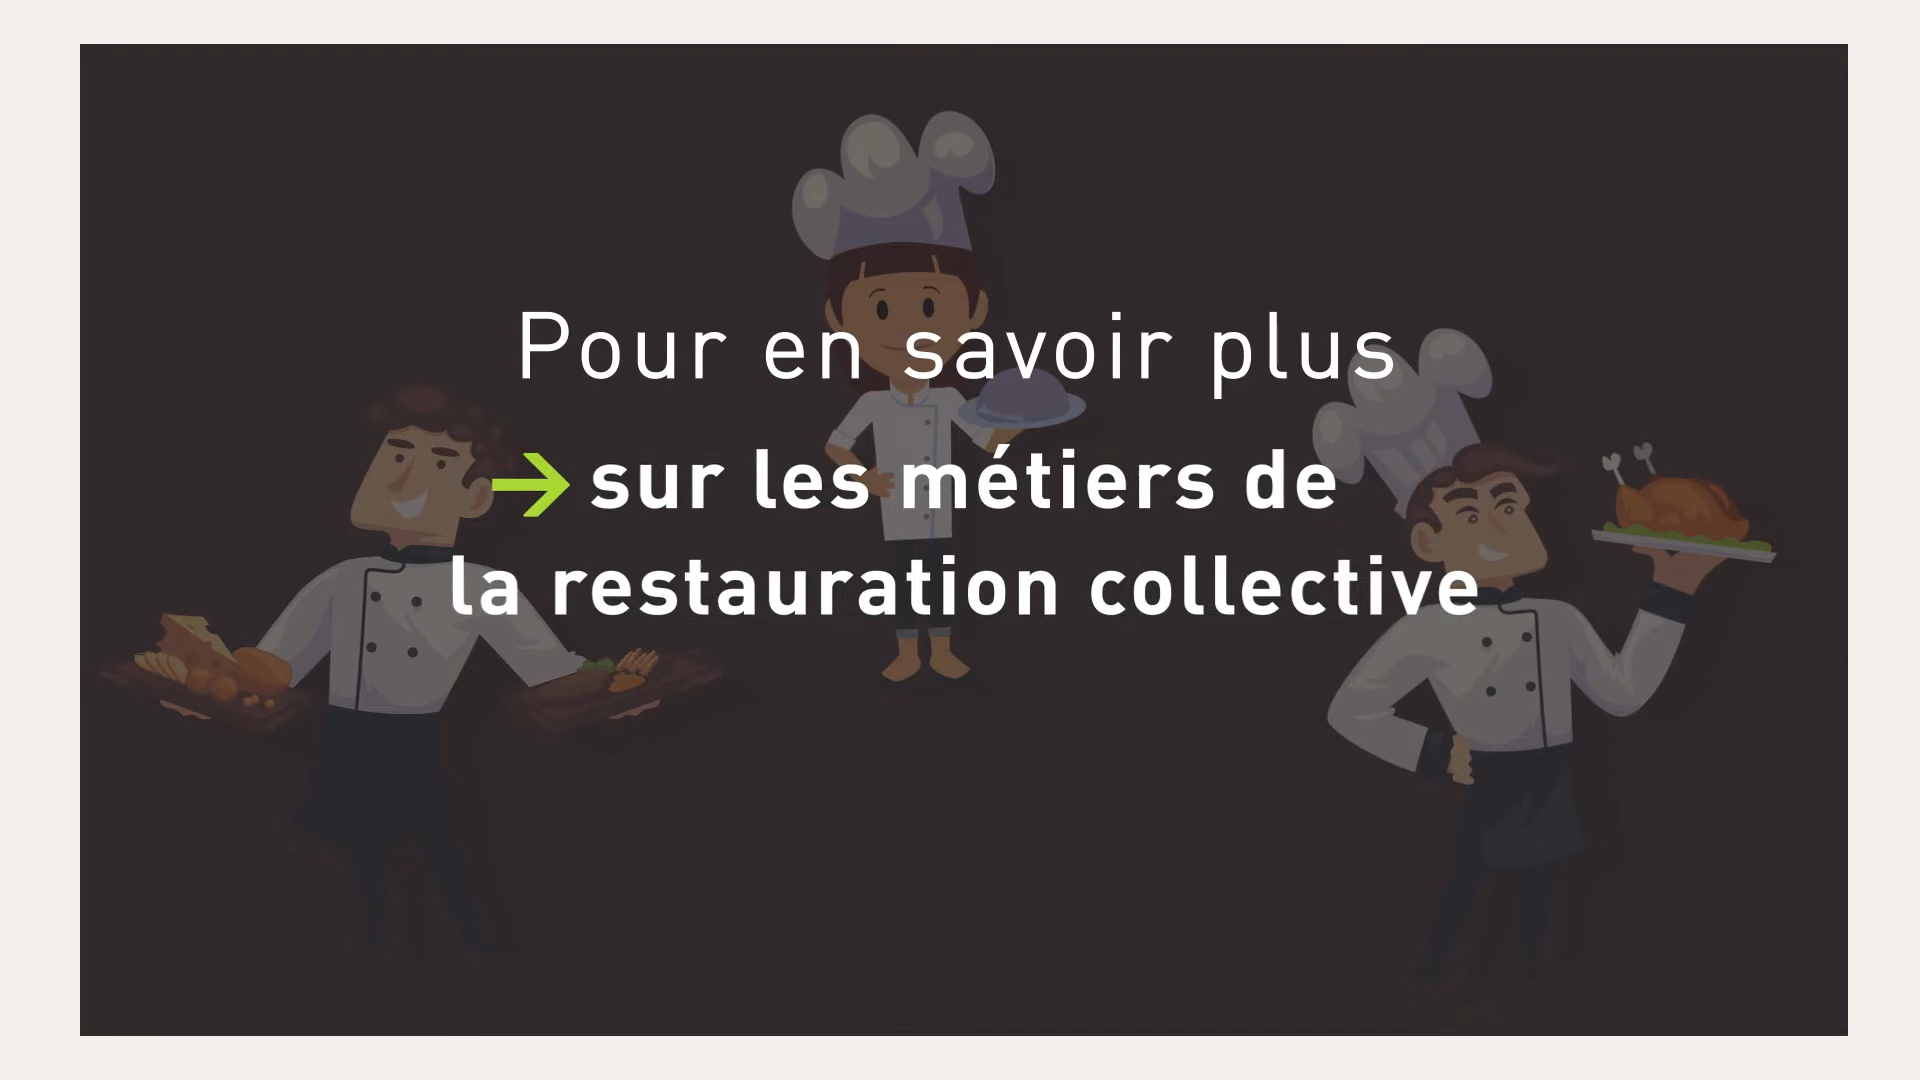 Pour en savoir plus
→ sur les métiers de
la restauration collective